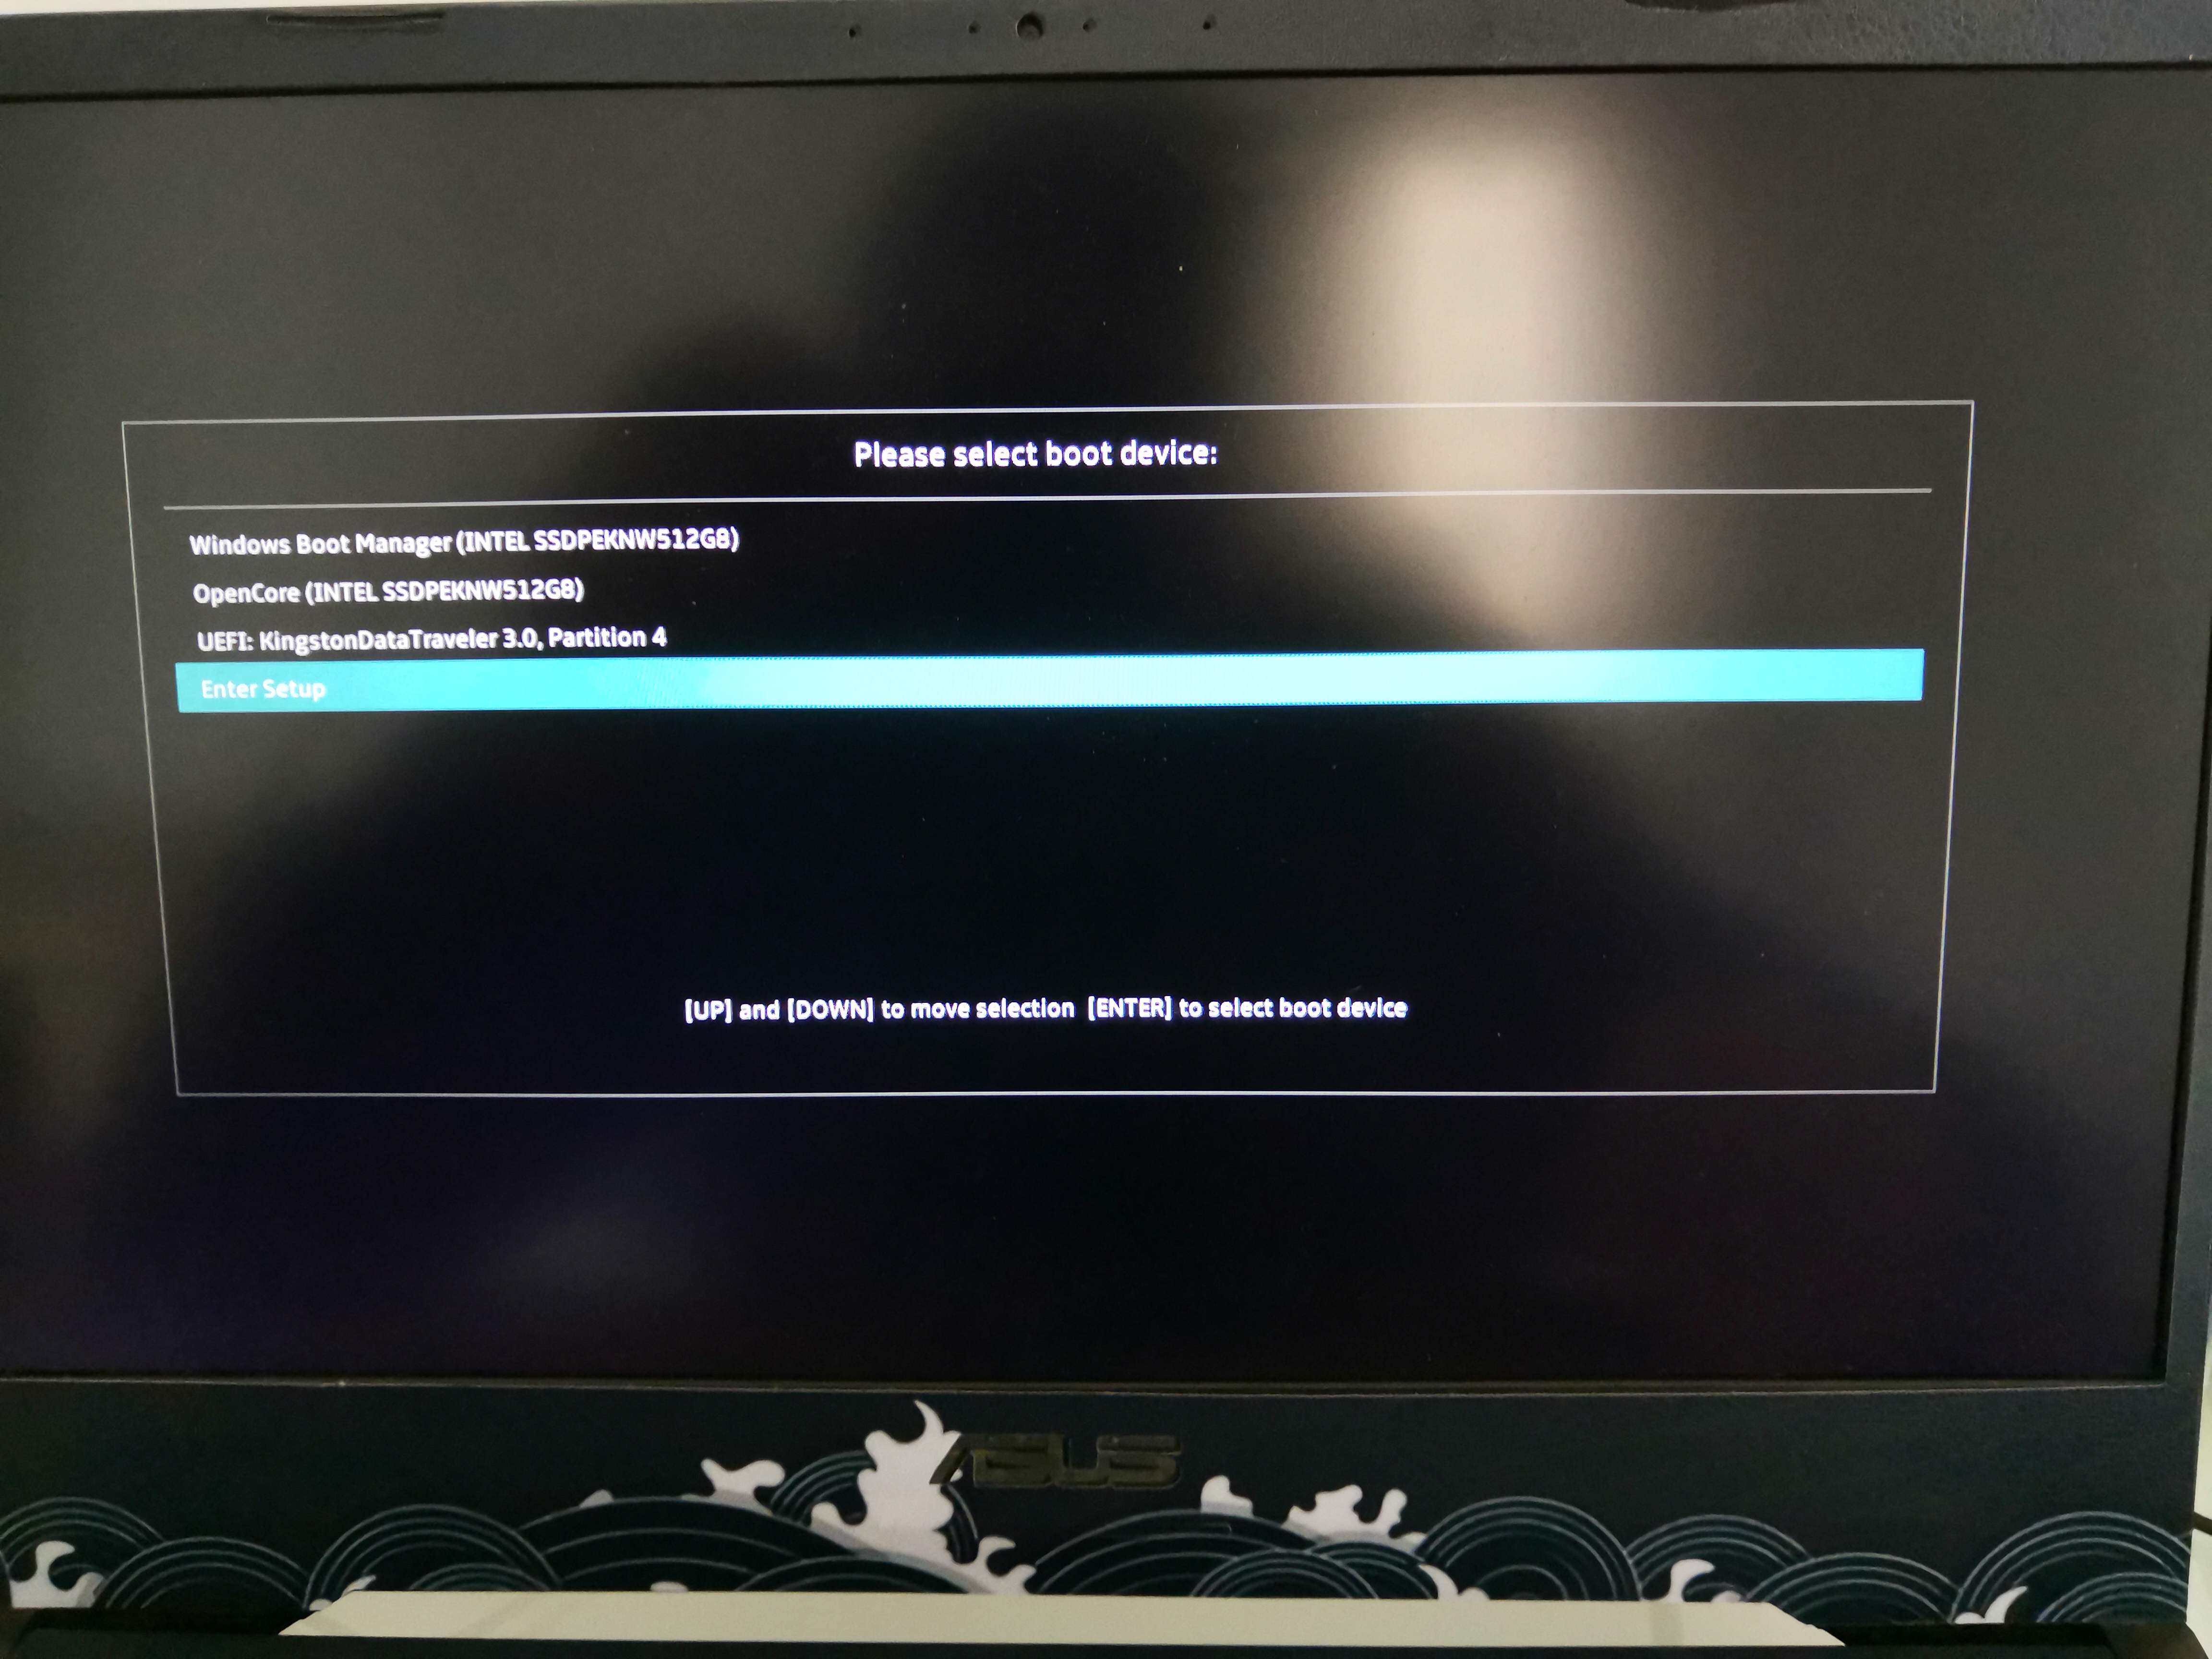 Please select boot device:
Windows Boot Manager (INTEL SSDPEKNW512G8)
OpenCore (INTEL SSDPEKNW512G8)
UEFI: KingstonDataTraveler 3.0, Partition 4
Enter Setup
[UP] and [DOWN] to move selection [ENTER] to select boot device
ASUS